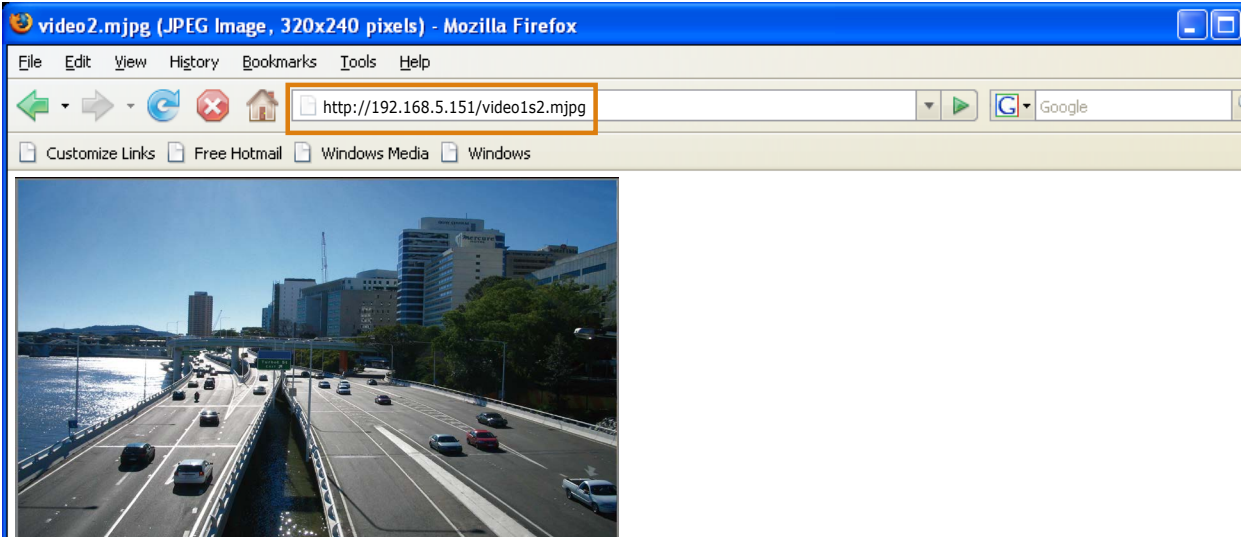 video2.mjpg (JPEG Image, 320x240 pixels) - Mozilla Firefox
File Edit View History Bookmarks Tools Help
http://192.168.5.151/video1s2.mjpg G Google
Customize Links Free Hotmail Windows Media Windows
Mercure